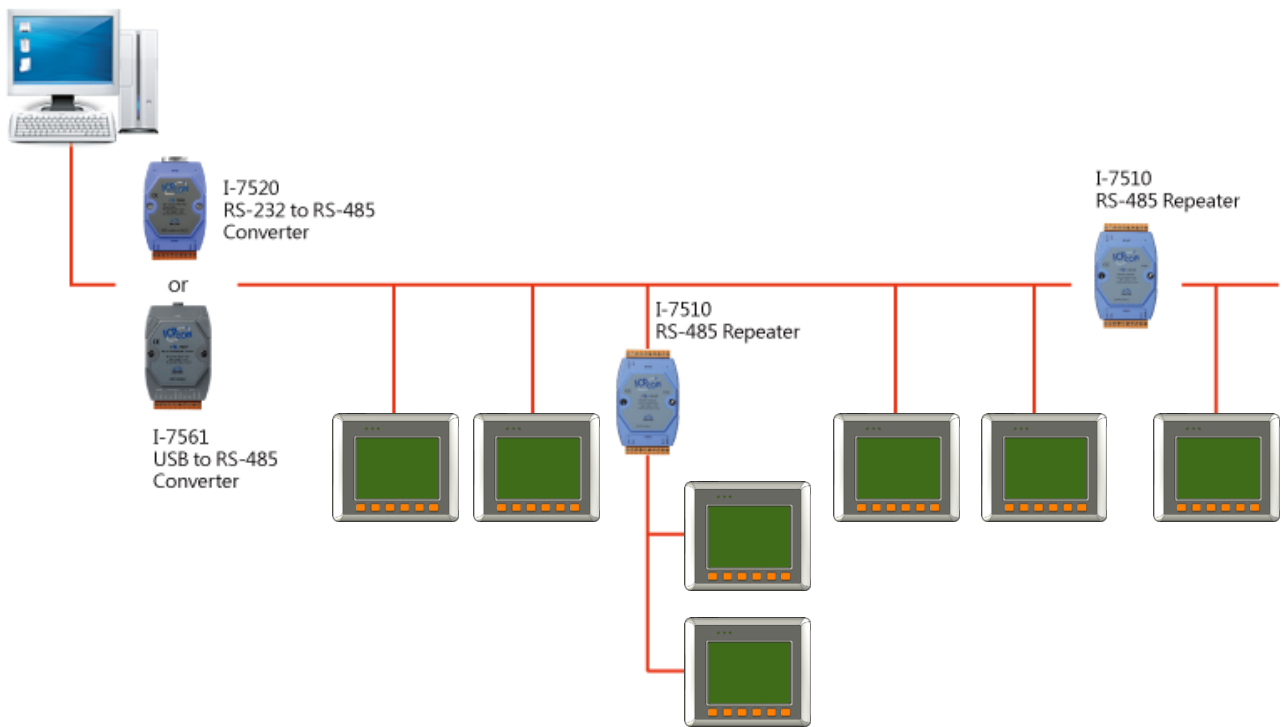 I-7520
RS-232 to RS-485
Converter
or
I-7561
USB to RS-485
Converter
I-7510
RS-485 Repeater
I-7510
RS-485 Repeater